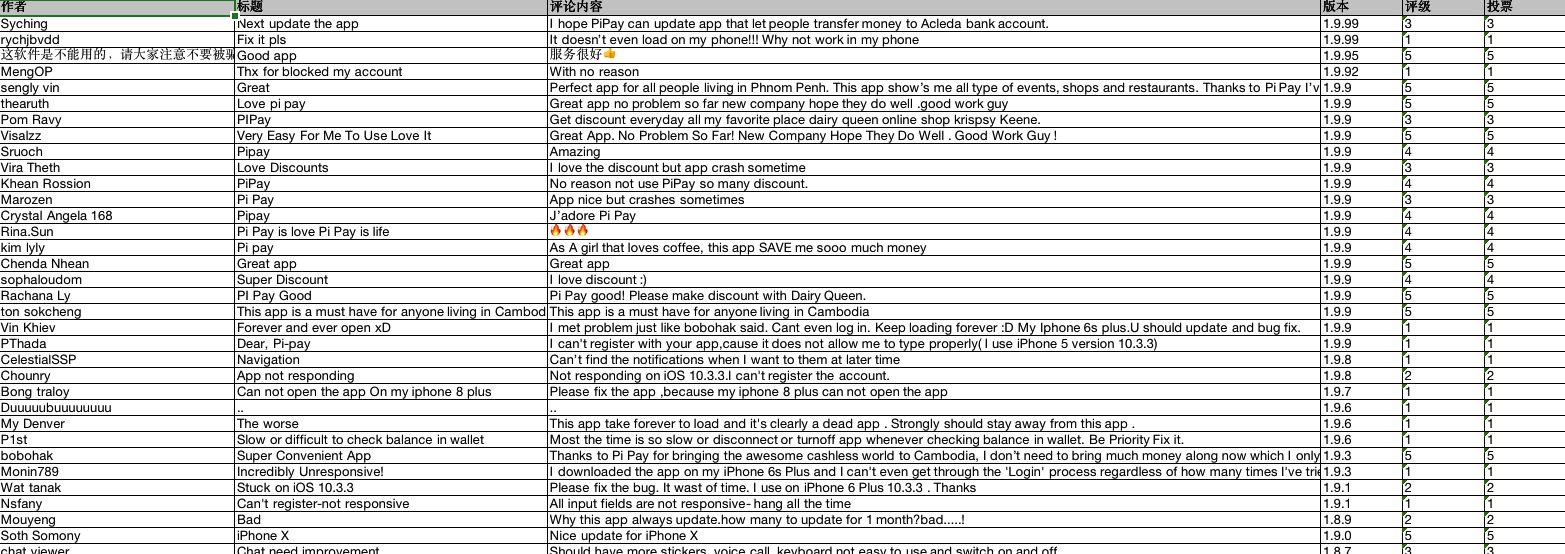 作者 标题 评论内容 版本 评级 投票
Syching Next update the app I hope PiPay can update app that let people transfer money to Acleda bank account. 1.9.99 3 3
rychjbvdd Fix it pls It doesn't even load on my phone!!! Why not work in my phone 1.9.99 1 1
这软件是不能用的，请大家注意不要被骗 Good app 服务很好👍 1.9.95 5 5
MengOP Thx for blocked my account With no reason 1.9.92 1 1
sengly vin Great Perfect app for all people living in Phnom Penh. This app show's me all type of events, shops and restaurants. Thanks to Pi Pay I'v 1.9.9 5 5
thearuth Love pi pay Great app no problem so far new company hope they do well .good work guy 1.9.9 5 5
Pom Ravy PIPay Get discount everyday all my favorite place dairy queen online shop krispsy Keene. 1.9.9 3 3
Visalzz Very Easy For Me To Use Love It Great App. No Problem So Far! New Company Hope They Do Well . Good Work Guy ! 1.9.9 5 5
Sruoch Pipay Amazing 1.9.9 4 4
Vira Theth Love Discounts I love the discount but app crash sometime 1.9.9 3 3
Khean Rossion PiPay No reason not use PiPay so many discount. 1.9.9 4 4
Marozen Pi Pay App nice but crashes sometimes 1.9.9 3 3
Crystal Angela 168 Pipay J'adore Pi Pay 1.9.9 4 4
Rina.Sun Pi Pay is love Pi Pay is life 🔥🔥🔥 1.9.9 4 4
kim lyly Pi pay As A girl that loves coffee, this app SAVE me sooo much money 1.9.9 4 4
Chenda Nhean Great app Great app 1.9.9 5 5
sophaloudom Super Discount I love discount :) 1.9.9 4 4
Rachana Ly PI Pay Good Pi Pay good! Please make discount with Dairy Queen. 1.9.9 5 5
ton sokcheng This app is a must have for anyone living in Cambod This app is a must have for anyone living in Cambodia 1.9.9 5 5
Vin Khiev Forever and ever open xD I met problem just like bobohak said. Cant even log in. Keep loading forever :D My Iphone 6s plus.U should update and bug fix. 1.9.9 1 1
PThada Dear, Pi-pay I can't register with your app,cause it does not allow me to type properly( I use iPhone 5 version 10.3.3) 1.9.9 1 1
CelestialSSP Navigation Can't find the notifications when I want to them at later time 1.9.8 1 1
Chounry App not responding Not responding on iOS 10.3.3.I can't register the account. 1.9.8 2 2
Bong traloy Can not open the app On my iphone 8 plus Please fix the app ,because my iphone 8 plus can not open the app 1.9.7 1 1
Duuuuubuuuuuuuu .. .. 1.9.6 1 1
My Denver The worse This app take forever to load and it's clearly a dead app . Strongly should stay away from this app . 1.9.6 1 1
P1st Slow or difficult to check balance in wallet Most the time is so slow or disconnect or turnoff app whenever checking balance in wallet. Be Priority Fix it. 1.9.6 1 1
bobohak Super Convenient App Thanks to Pi Pay for bringing the awesome cashless world to Cambodia, I don't need to bring much money along now which I only 1.9.3 5 5
Monin789 Incredibly Unresponsive! I downloaded the app on my iPhone 6s Plus and I can't even get through the 'Login' process regardless of how many times I've trie 1.9.3 1 1
Wat tanak Stuck on iOS 10.3.3 Please fix the bug. It wast of time. I use on iPhone 6 Plus 10.3.3 . Thanks 1.9.1 2 2
Nsfany Can't register-not responsive All input fields are not responsive- hang all the time 1.9.1 1 1
Mouyeng Bad Why this app always update.how many to update for 1 month?bad.....! 1.8.9 2 2
Soth Somony iPhone X Nice update for iPhone X 1.9.0 5 5
chat viewer Chat need improvement Should have more stickers, voice call, keyboard not easy to use and switch on and off 1.8.7 3 3